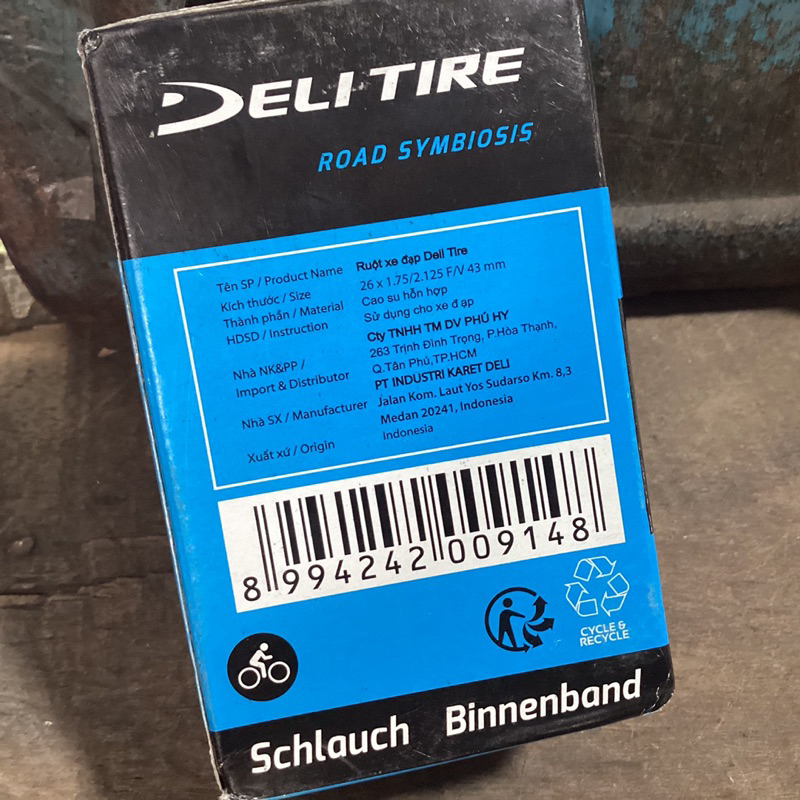 DELI TIRE
ROAD SYMBIOSIS
Tên SP / Product Name Ruột xe đạp Deli Tire
Kích thước / Size 26 x 1.75/2.125 F/V 43 mm
Thành phần / Material Cao su hỗn hợp
HDSD / Instruction Sử dụng cho xe đạp
Nhà NK&PP / Cty TNHH TM DV PHÚ HY
Import & Distributor 263 Trịnh Đình Trọng, P.Hòa Thạnh,
Q.Tân Phú,TP.HCM
Nhà SX / Manufacturer PT INDUSTRI KARET DELI
Jalan Kom. Laut Yos Sudarso Km. 8,3
Medan 20241, Indonesia
Xuất xứ / Origin Indonesia
8 994242 009148
CYCLE &
RECYCLE
Schlauch Binnenband